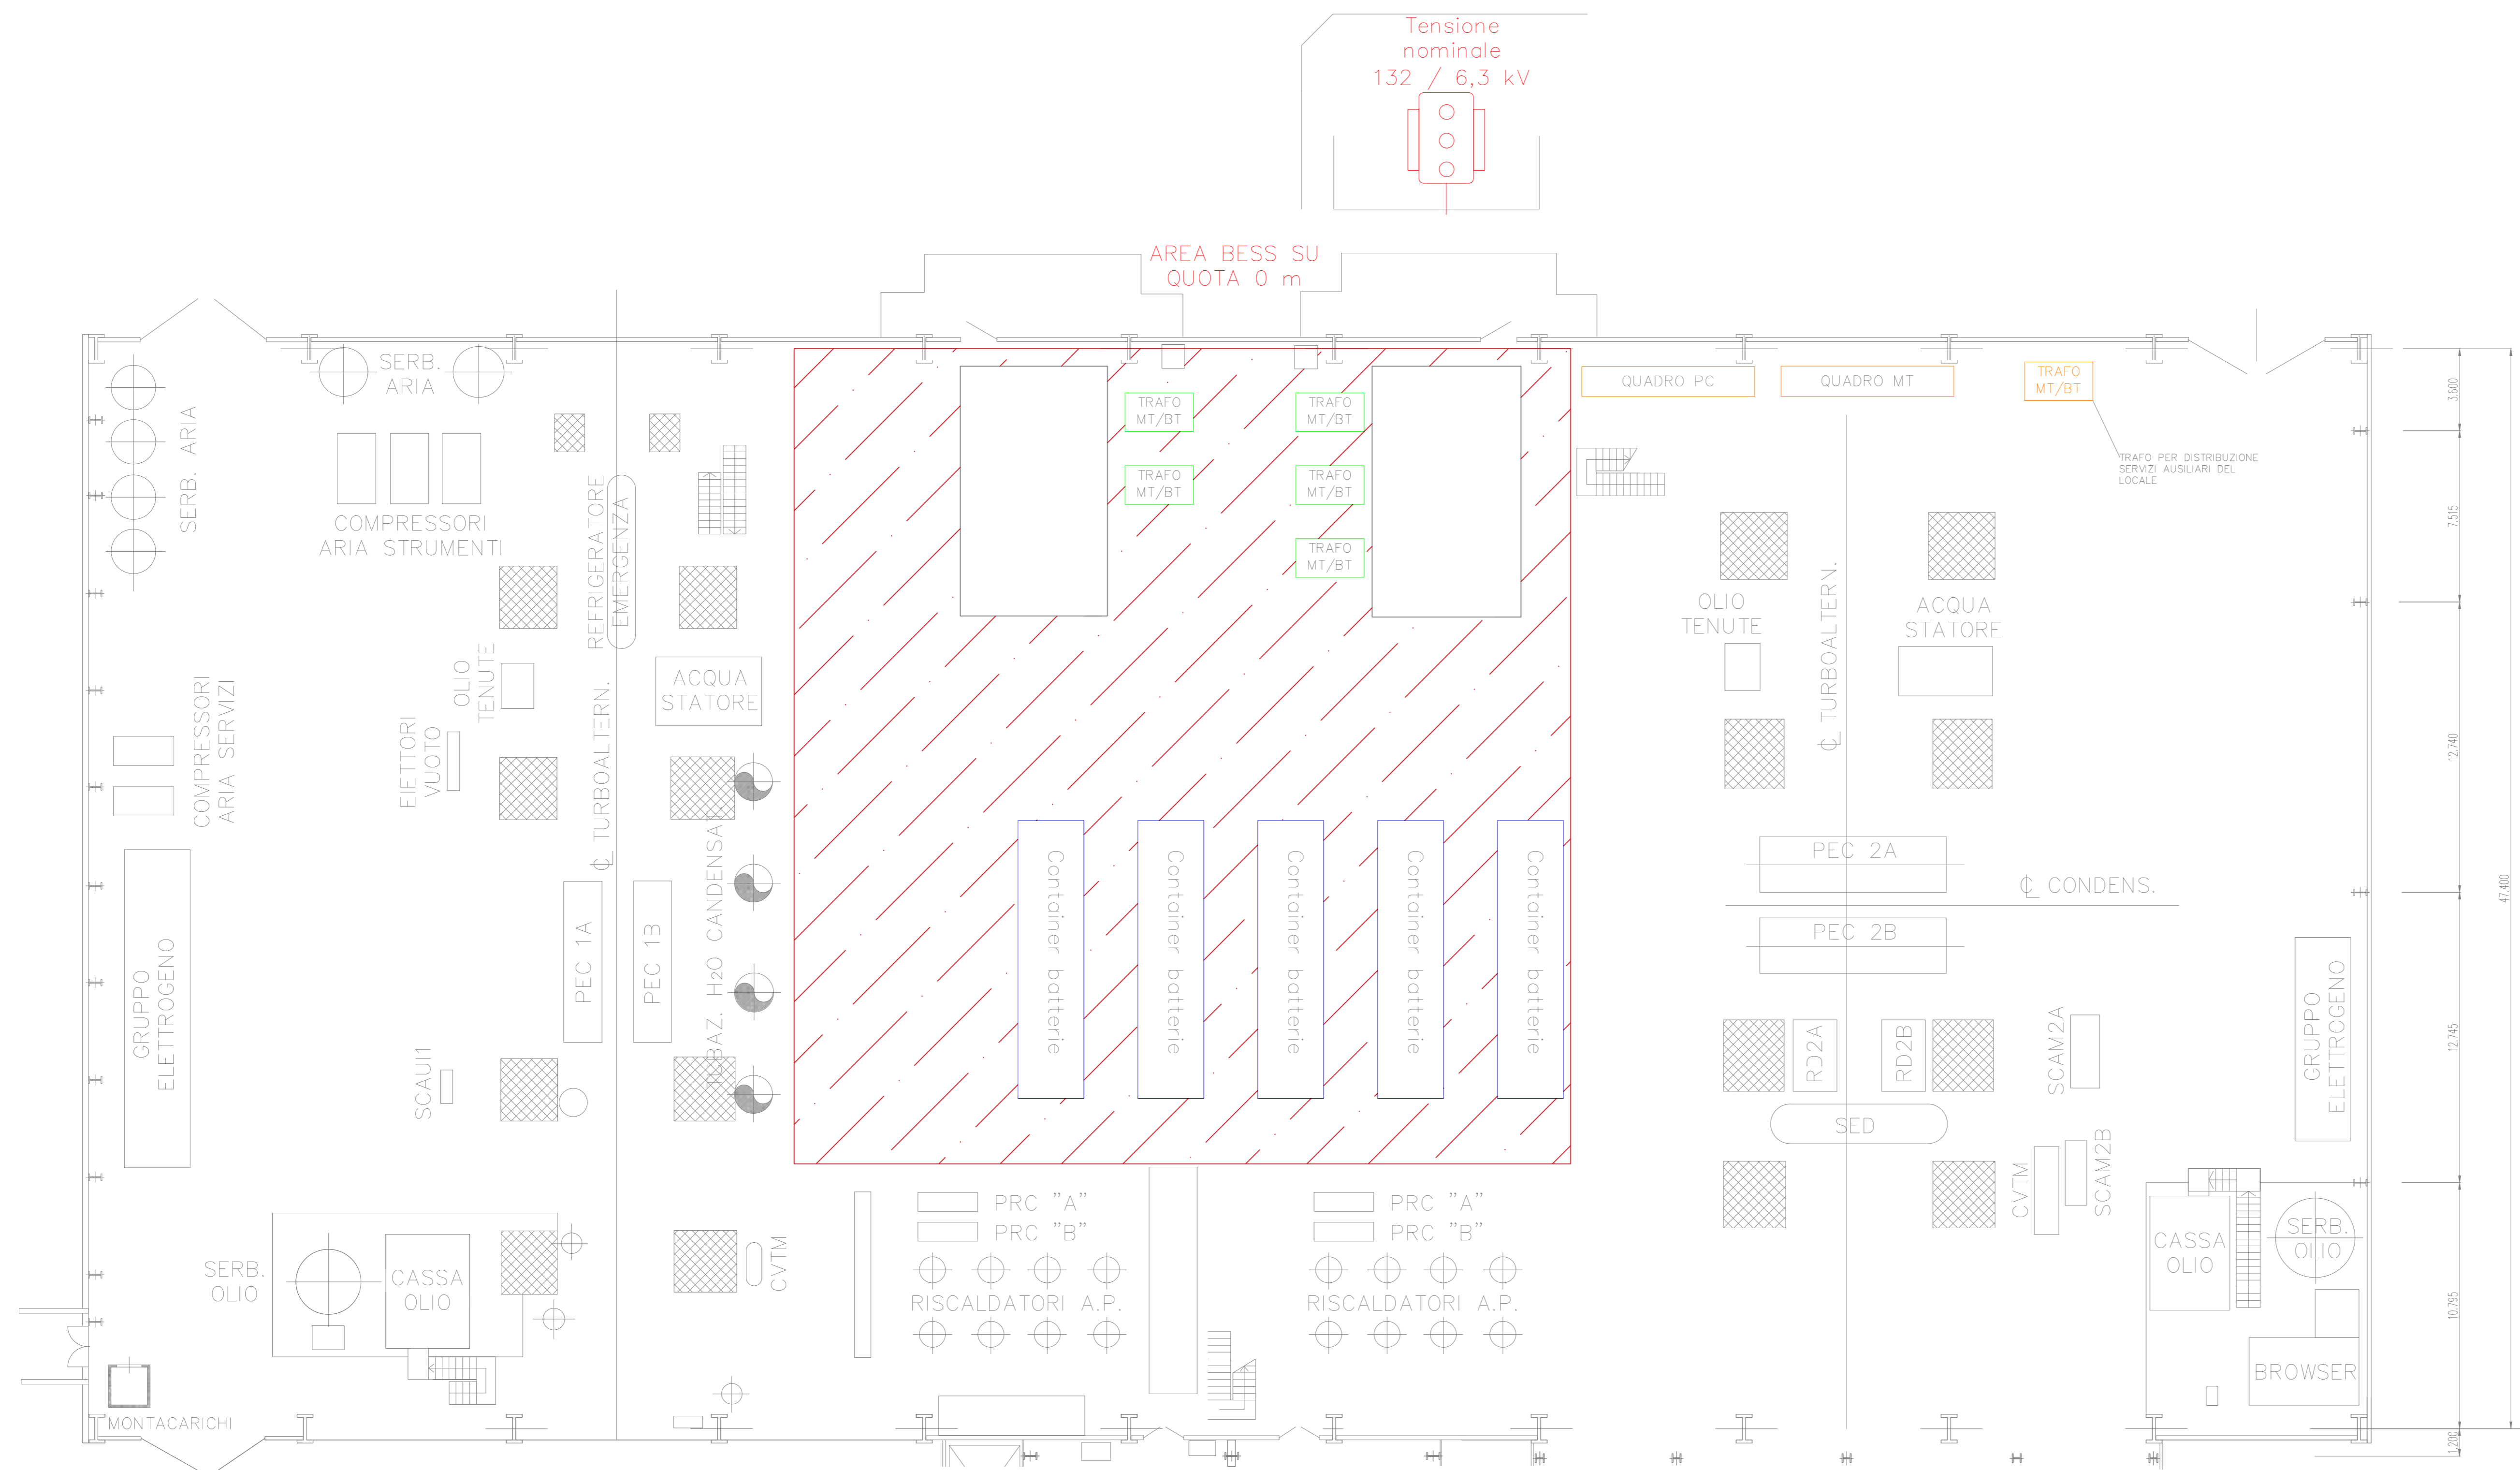 Tensione
nominale
132 / 6,3 kV
AREA BESS SU
QUOTA 0 m
SERB.
ARIA
SERB. ARIA
COMPRESSORI
ARIA STRUMENTI
REFRIGERATORE
EMERGENZA
TRAFO
MT/BT
TRAFO
MT/BT
TRAFO
MT/BT
TRAFO
MT/BT
TRAFO
MT/BT
QUADRO PC
QUADRO MT
TRAFO
MT/BT
TRAFO PER DISTRIBUZIONE
SERVIZI AUSILIARI DEL
LOCALE
OLIO
TENUTE
ACQUA
STATORE
COMPRESSORI
ARIA SERVIZI
EIETTORI
VUOTO
℄ TURBOALTERN.
OLIO
TENUTE
℄ TURBOALTERN.
ACQUA
STATORE
GRUPPO
ELETTROGENO
SCAUI1
PEC 1A
PEC 1B
TUBAZ. H2O CANDENSA
Container batterie
Container batterie
Container batterie
Container batterie
Container batterie
PEC 2A
℄ CONDENS.
PEC 2B
RD2A
RD2B
SCAM2A
SED
CVTM
SCAM2B
GRUPPO
ELETTROGENO
SERB.
OLIO
CASSA
OLIO
CVTM
PRC "A"
PRC "B"
RISCALDATORI A.P.
PRC "A"
PRC "B"
RISCALDATORI A.P.
CASSA
OLIO
SERB.
OLIO
BROWSER
MONTACARICHI
3.600
7.515
12.740
12.745
10.795
1.200
47.400